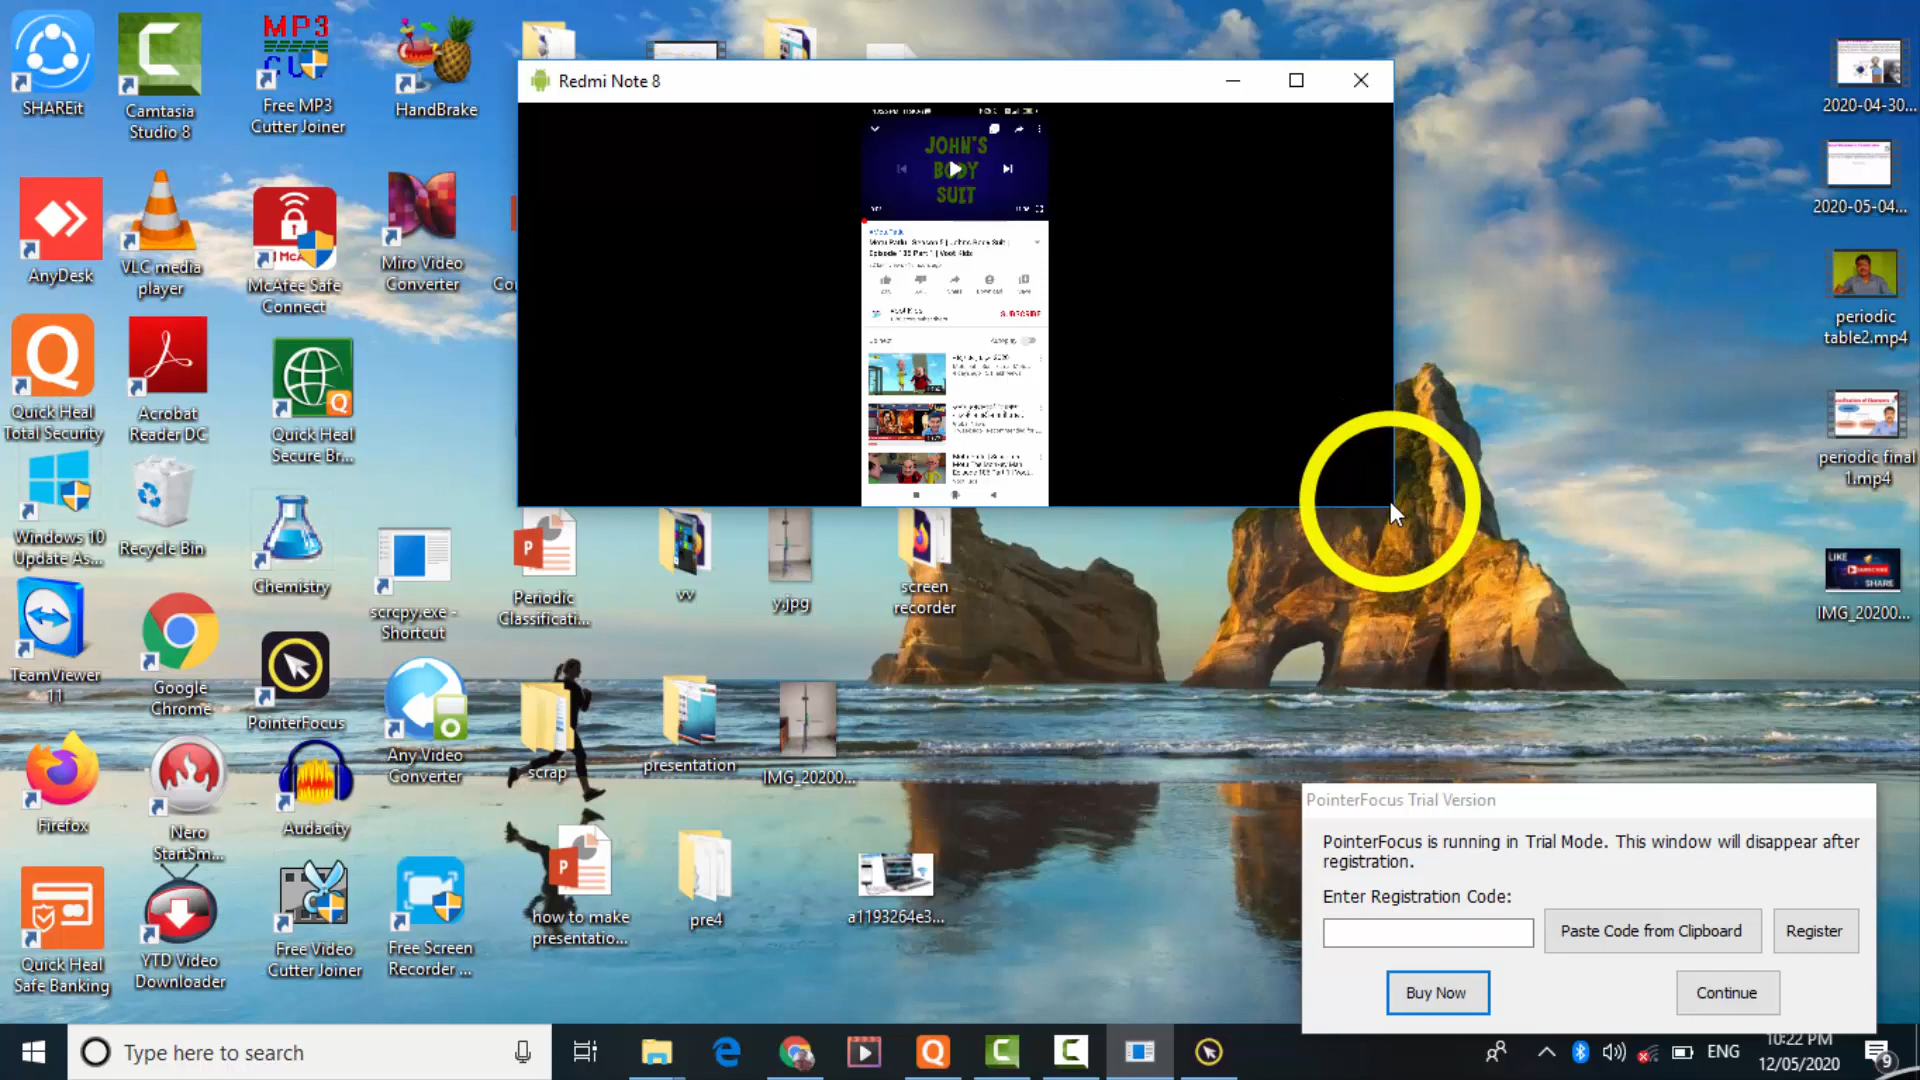 SHAREit
Camtasia
Studio 8
MP3
CUT
Free MP3
Cutter Joiner
HandBrake
Redmi Note 8
JOHN'S
BODY
SUIT
SUBSCRIBE
2020-04-30...
2020-05-04...
AnyDesk
VLC media
player
McAfee Safe
Connect
Miro Video
Converter
periodic
table2.mp4
Quick Heal
Total Security
Acrobat
Reader DC
Quick Heal
Secure Br...
periodic final
1.mp4
Windows 10
Update As...
Recycle Bin
Chemistry
scrcpy.exe -
Shortcut
Periodic
Classificati...
vv
y.jpg
screen
recorder
LIKE
SUBSCRIBE
SHARE
IMG_20200...
TeamViewer
11
Google
Chrome
PointerFocus
Any Video
Converter
scrap
presentation
IMG_20200...
Firefox
Nero
StartSm...
Audacity
how to make
presentatio...
pre4
a1193264e3...
Quick Heal
Safe Banking
YTD Video
Downloader
Free Video
Cutter Joiner
Free Screen
Recorder ...
PointerFocus Trial Version
PointerFocus is running in Trial Mode. This window will disappear after
registration.
Enter Registration Code:
Paste Code from Clipboard
Register
Buy Now
Continue
Type here to search
ENG
10:22 PM
12/05/2020
9